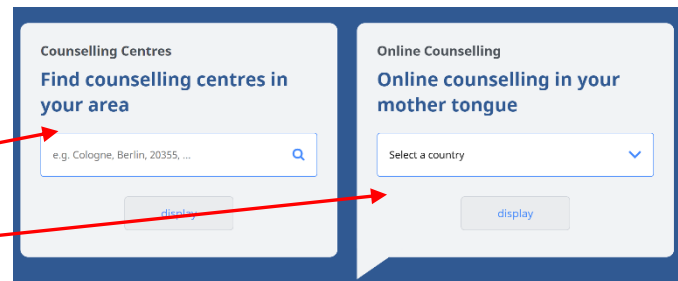 Counselling Centres
Find counselling centres in
your area
e.g. Cologne, Berlin, 20355, ...
display
Online Counselling
Online counselling in your
mother tongue
Select a country
display